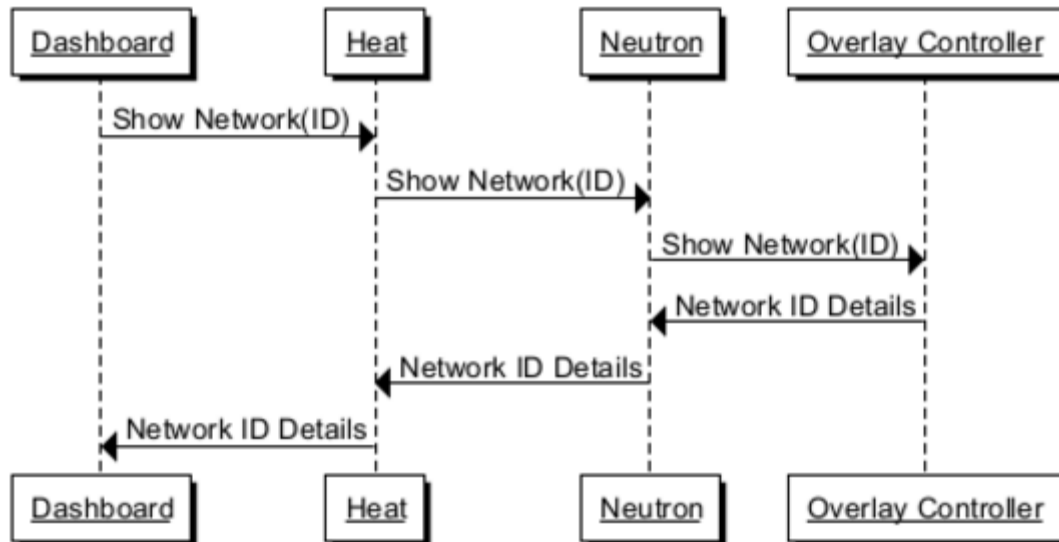 Dashboard
Heat
Neutron
Overlay Controller
Show Network(ID)
Show Network(ID)
Show Network(ID)
Network ID Details
Network ID Details
Network ID Details
Dashboard
Heat
Neutron
Overlay Controller